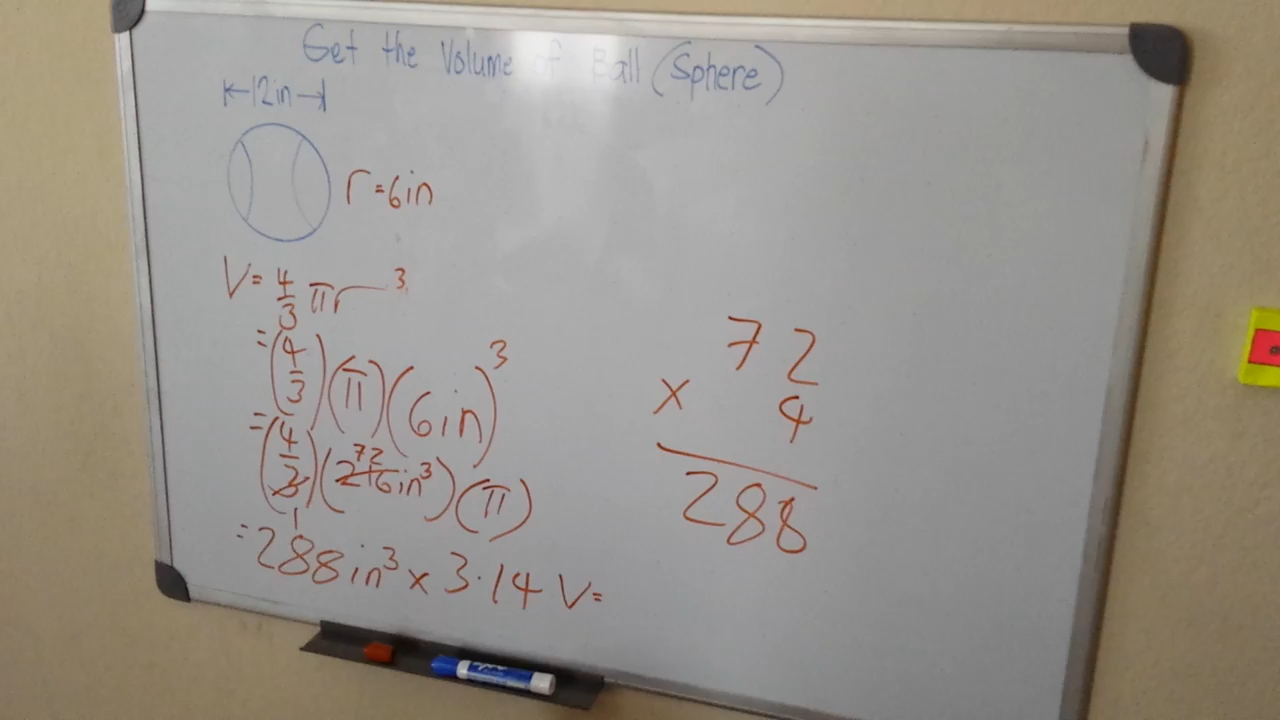 Get the Volume of Ball (Sphere)
12in
r=6in
V=4/3 πr³
=(4/3)(π)(6in)³
=(4/3)(216in³)(π)
72
1
=288in³ x 3.14 V=
72
x 4
288